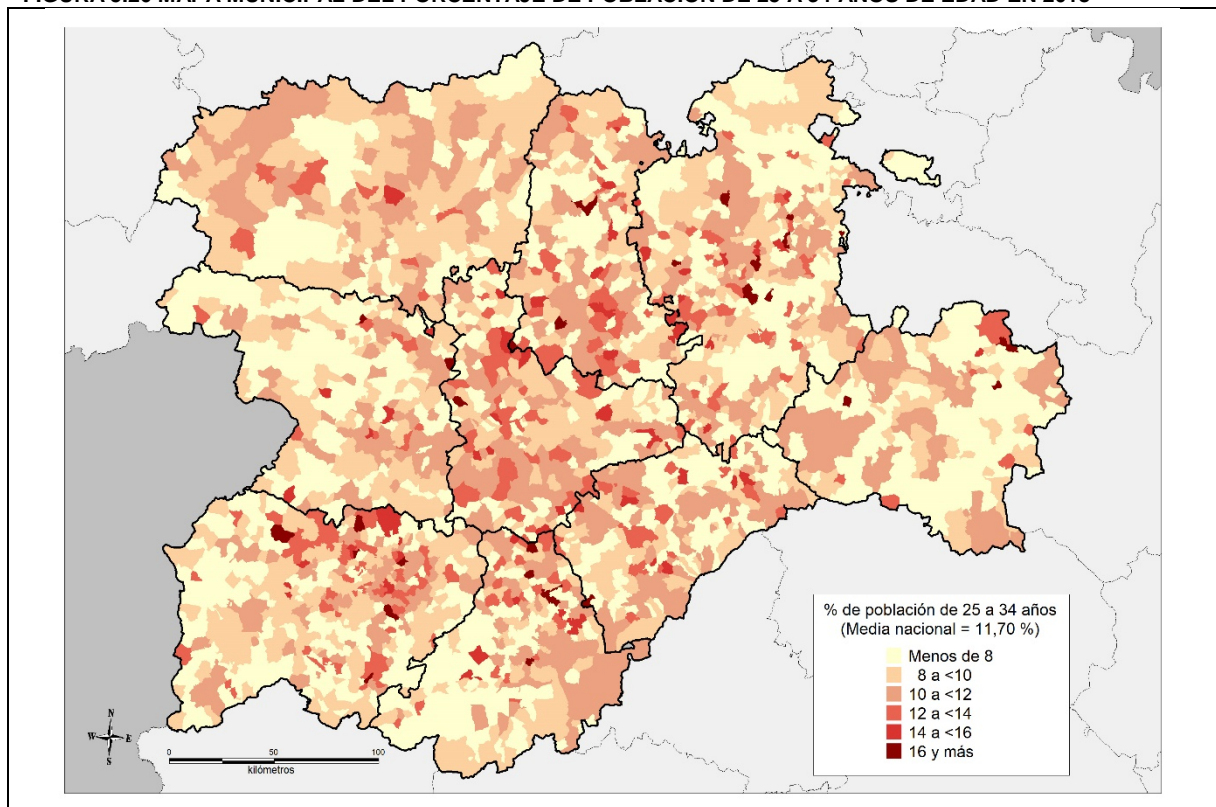 % de población de 25 a 34 años
(Media nacional = 11,70 %)
Menos de 8
8 a <10
10 a <12
12 a <14
14 a <16
16 y más
N
W E
S
0 50 100
kilómetros